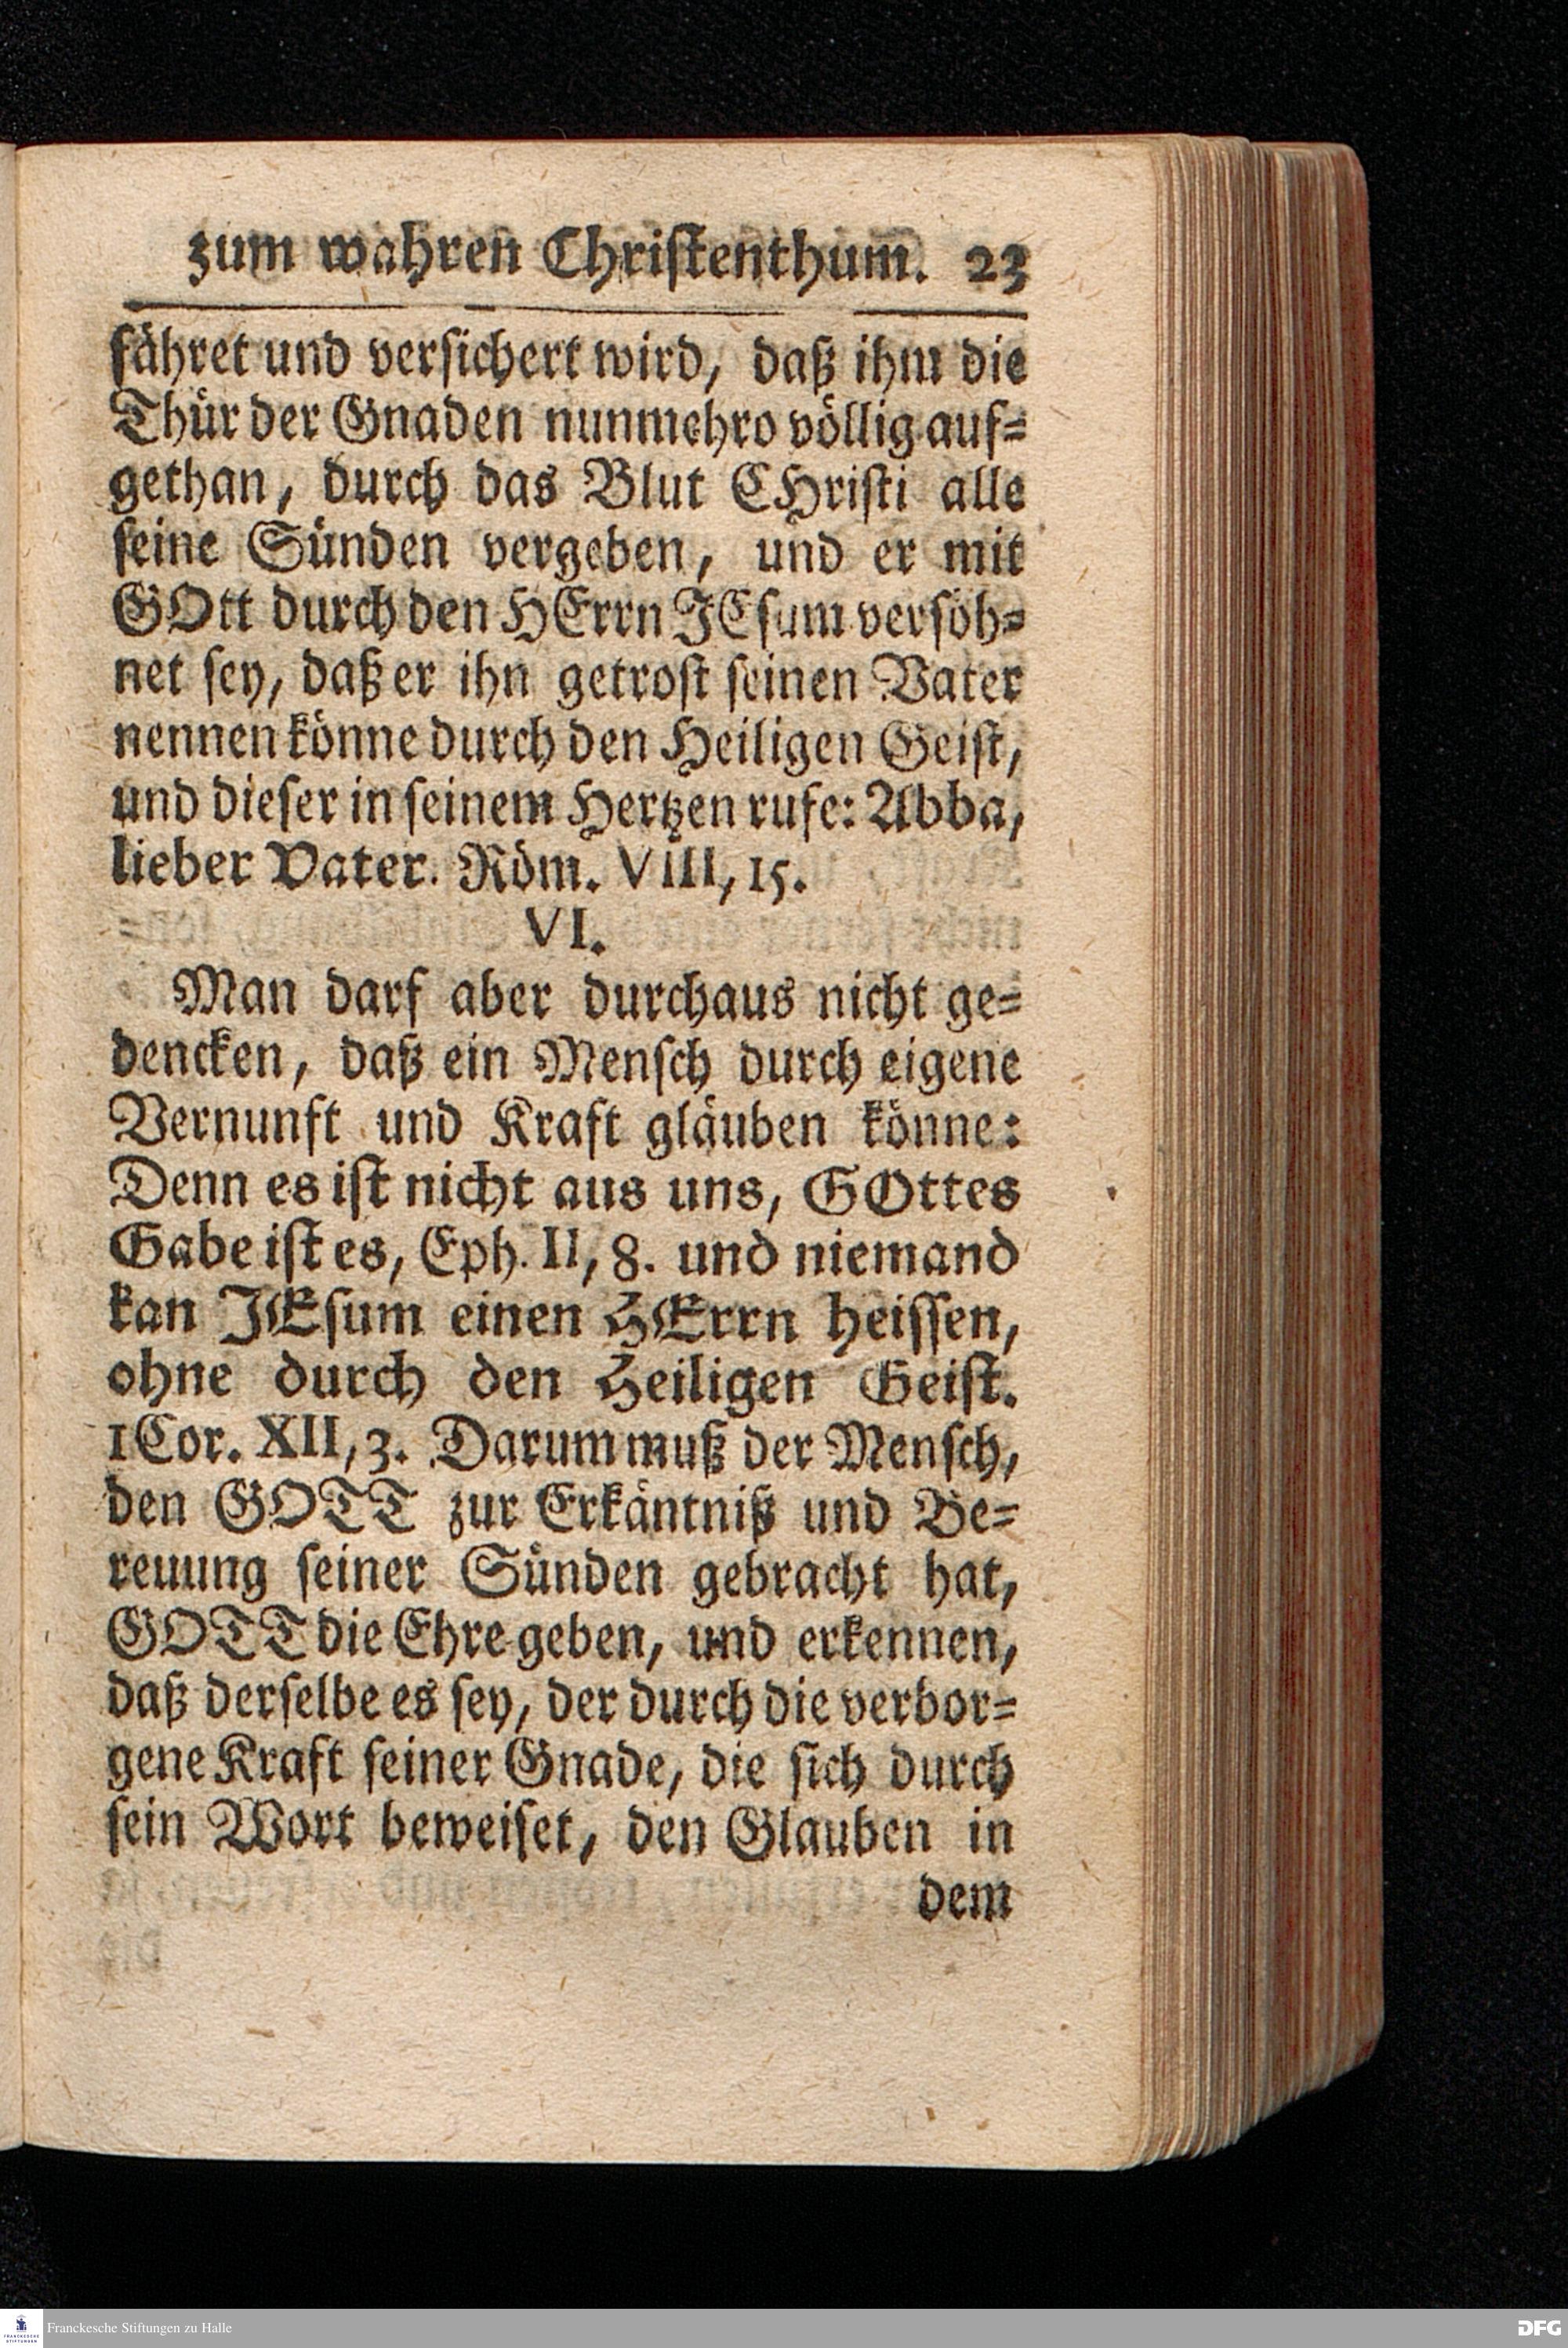 zum wahren Christenthum. 23
fähret und versichert wird, daß ihm die
Thür der Gnaden nunmehro völlig auf-
gethan, durch das Blut CHristi alle
seine Sünden vergeben, und er mit
GOtt durch den HErrn JEsum versöh-
net sey, daß er ihn getrost seinen Vater
nennen könne durch den Heiligen Geist,
und dieser in seinem Hertzen rufe: Abba,
lieber Vater. Röm. VIII, 15.
VI.
Man darf aber durchaus nicht ge-
dencken, daß ein Mensch durch eigene
Vernunft und Kraft gläuben könne:
Denn es ist nicht aus uns, GOttes
Gabe ist es, Eph. II, 8. und niemand
kan JEsum einen HErrn heissen,
ohne durch den Heiligen Geist.
1 Cor. XII, 3. Darum muß der Mensch,
den GOTT zur Erkäntniß und Be-
reuung seiner Sünden gebracht hat,
GOTT die Ehre geben, und erkennen,
daß derselbe es sey, der durch die verbor-
gene Kraft seiner Gnade, die sich durch
sein Wort beweiset, den Glauben in
dem
FRANCKESCHE STIFTUNGEN
Franckesche Stiftungen zu Halle
DFG